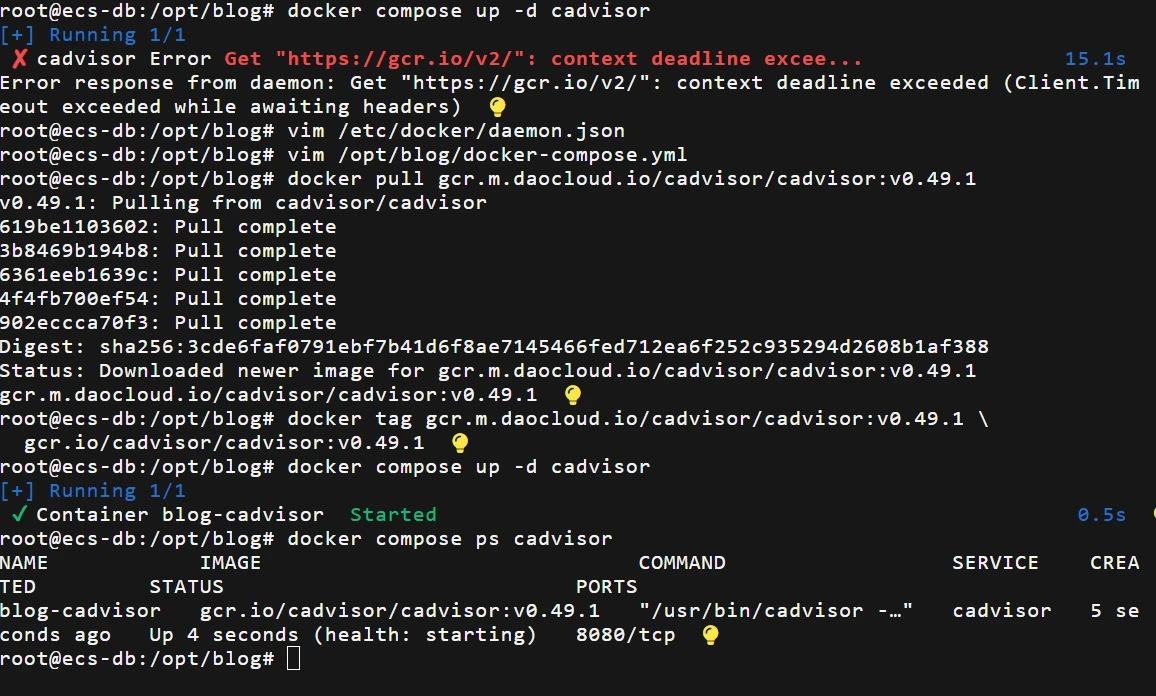 root@ecs-db:/opt/blog# docker compose up -d cadvisor
[+] Running 1/1
✗ cadvisor Error Get "https://gcr.io/v2/": context deadline excee... 15.1s
Error response from daemon: Get "https://gcr.io/v2/": context deadline exceeded (Client.Tim
eout exceeded while awaiting headers)
root@ecs-db:/opt/blog# vim /etc/docker/daemon.json
root@ecs-db:/opt/blog# vim /opt/blog/docker-compose.yml
root@ecs-db:/opt/blog# docker pull gcr.m.daocloud.io/cadvisor/cadvisor:v0.49.1
v0.49.1: Pulling from cadvisor/cadvisor
619be1103602: Pull complete
3b8469b194b8: Pull complete
6361eeb1639c: Pull complete
4f4fb700ef54: Pull complete
902eccca70f3: Pull complete
Digest: sha256:3cde6faf0791ebf7b41d6f8ae7145466fed712ea6f252c935294d2608b1af388
Status: Downloaded newer image for gcr.m.daocloud.io/cadvisor/cadvisor:v0.49.1
gcr.m.daocloud.io/cadvisor/cadvisor:v0.49.1
root@ecs-db:/opt/blog# docker tag gcr.m.daocloud.io/cadvisor/cadvisor:v0.49.1 \
  gcr.io/cadvisor/cadvisor:v0.49.1
root@ecs-db:/opt/blog# docker compose up -d cadvisor
[+] Running 1/1
✓ Container blog-cadvisor Started 0.5s
root@ecs-db:/opt/blog# docker compose ps cadvisor
NAME IMAGE COMMAND SERVICE CREA
TED STATUS PORTS
blog-cadvisor gcr.io/cadvisor/cadvisor:v0.49.1 "/usr/bin/cadvisor -…" cadvisor 5 se
conds ago Up 4 seconds (health: starting) 8080/tcp
root@ecs-db:/opt/blog#